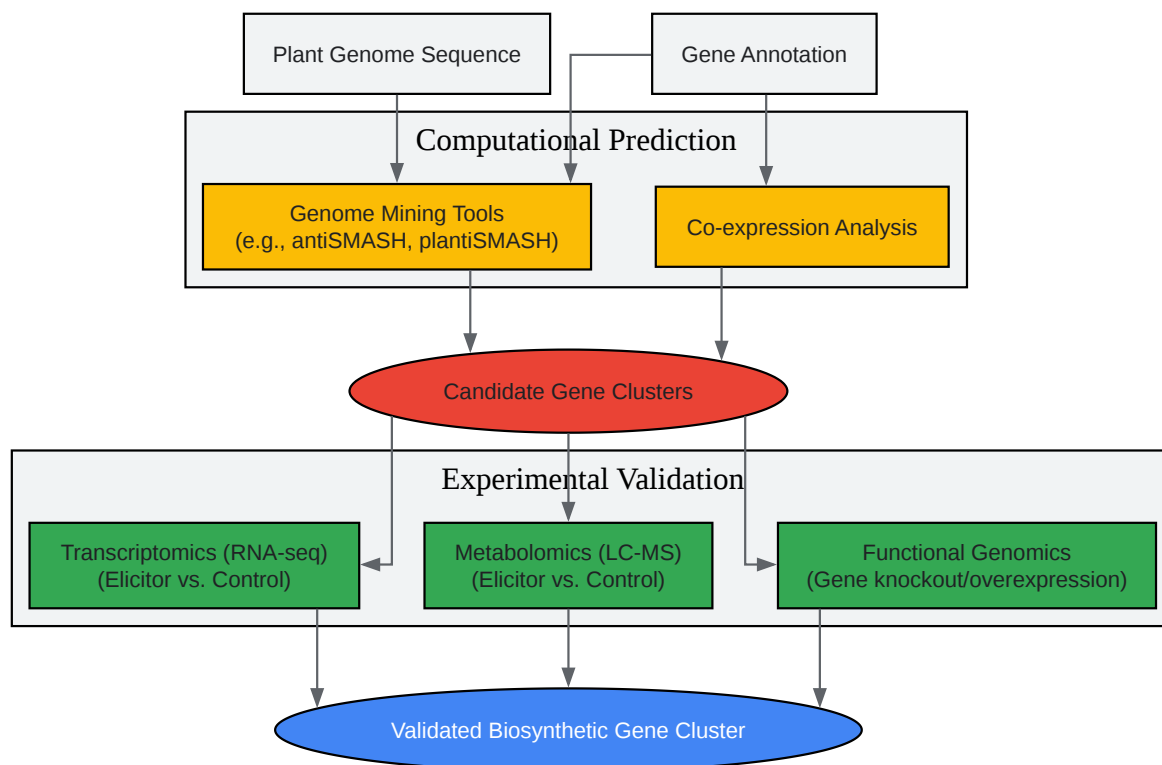 Plant Genome Sequence
Gene Annotation
Computational Prediction
Genome Mining Tools
(e.g., antiSMASH, plantiSMASH)
Co-expression Analysis
Candidate Gene Clusters
Experimental Validation
Transcriptomics (RNA-seq)
(Elicitor vs. Control)
Metabolomics (LC-MS)
(Elicitor vs. Control)
Functional Genomics
(Gene knockout/overexpression)
Validated Biosynthetic Gene Cluster